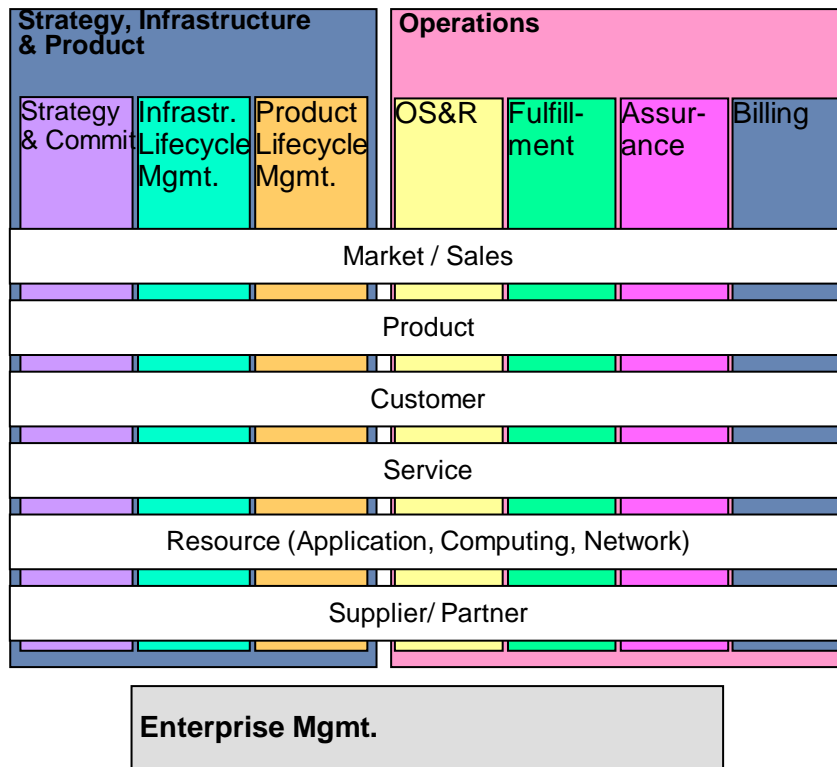 Strategy, Infrastructure
& Product
Operations
Strategy
& Commit
Infrastr.
Lifecycle
Mgmt.
Product
Lifecycle
Mgmt.
OS&R
Fulfill-
ment
Assur-
ance
Billing
Market / Sales
Product
Customer
Service
Resource (Application, Computing, Network)
Supplier/ Partner
Enterprise Mgmt.